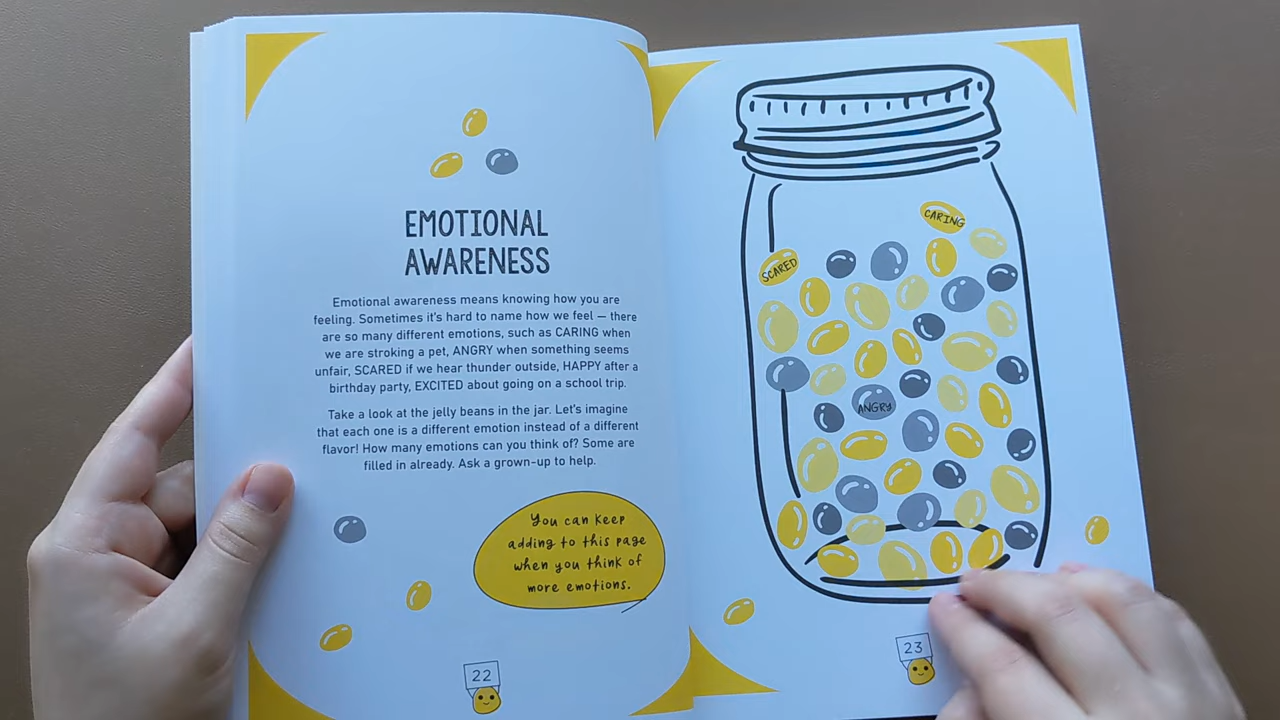 EMOTIONAL
AWARENESS
Emotional awareness means knowing how you are
feeling. Sometimes it's hard to name how we feel — there
are so many different emotions, such as CARING when
we are stroking a pet, ANGRY when something seems
unfair, SCARED if we hear thunder outside, HAPPY after a
birthday party, EXCITED about going on a school trip.
Take a look at the jelly beans in the jar. Let's imagine
that each one is a different emotion instead of a different
flavor! How many emotions can you think of? Some are
filled in already. Ask a grown-up to help.
You can keep
adding to this page
when you think of
more emotions.
22
CARING
SCARED
ANGRY
23